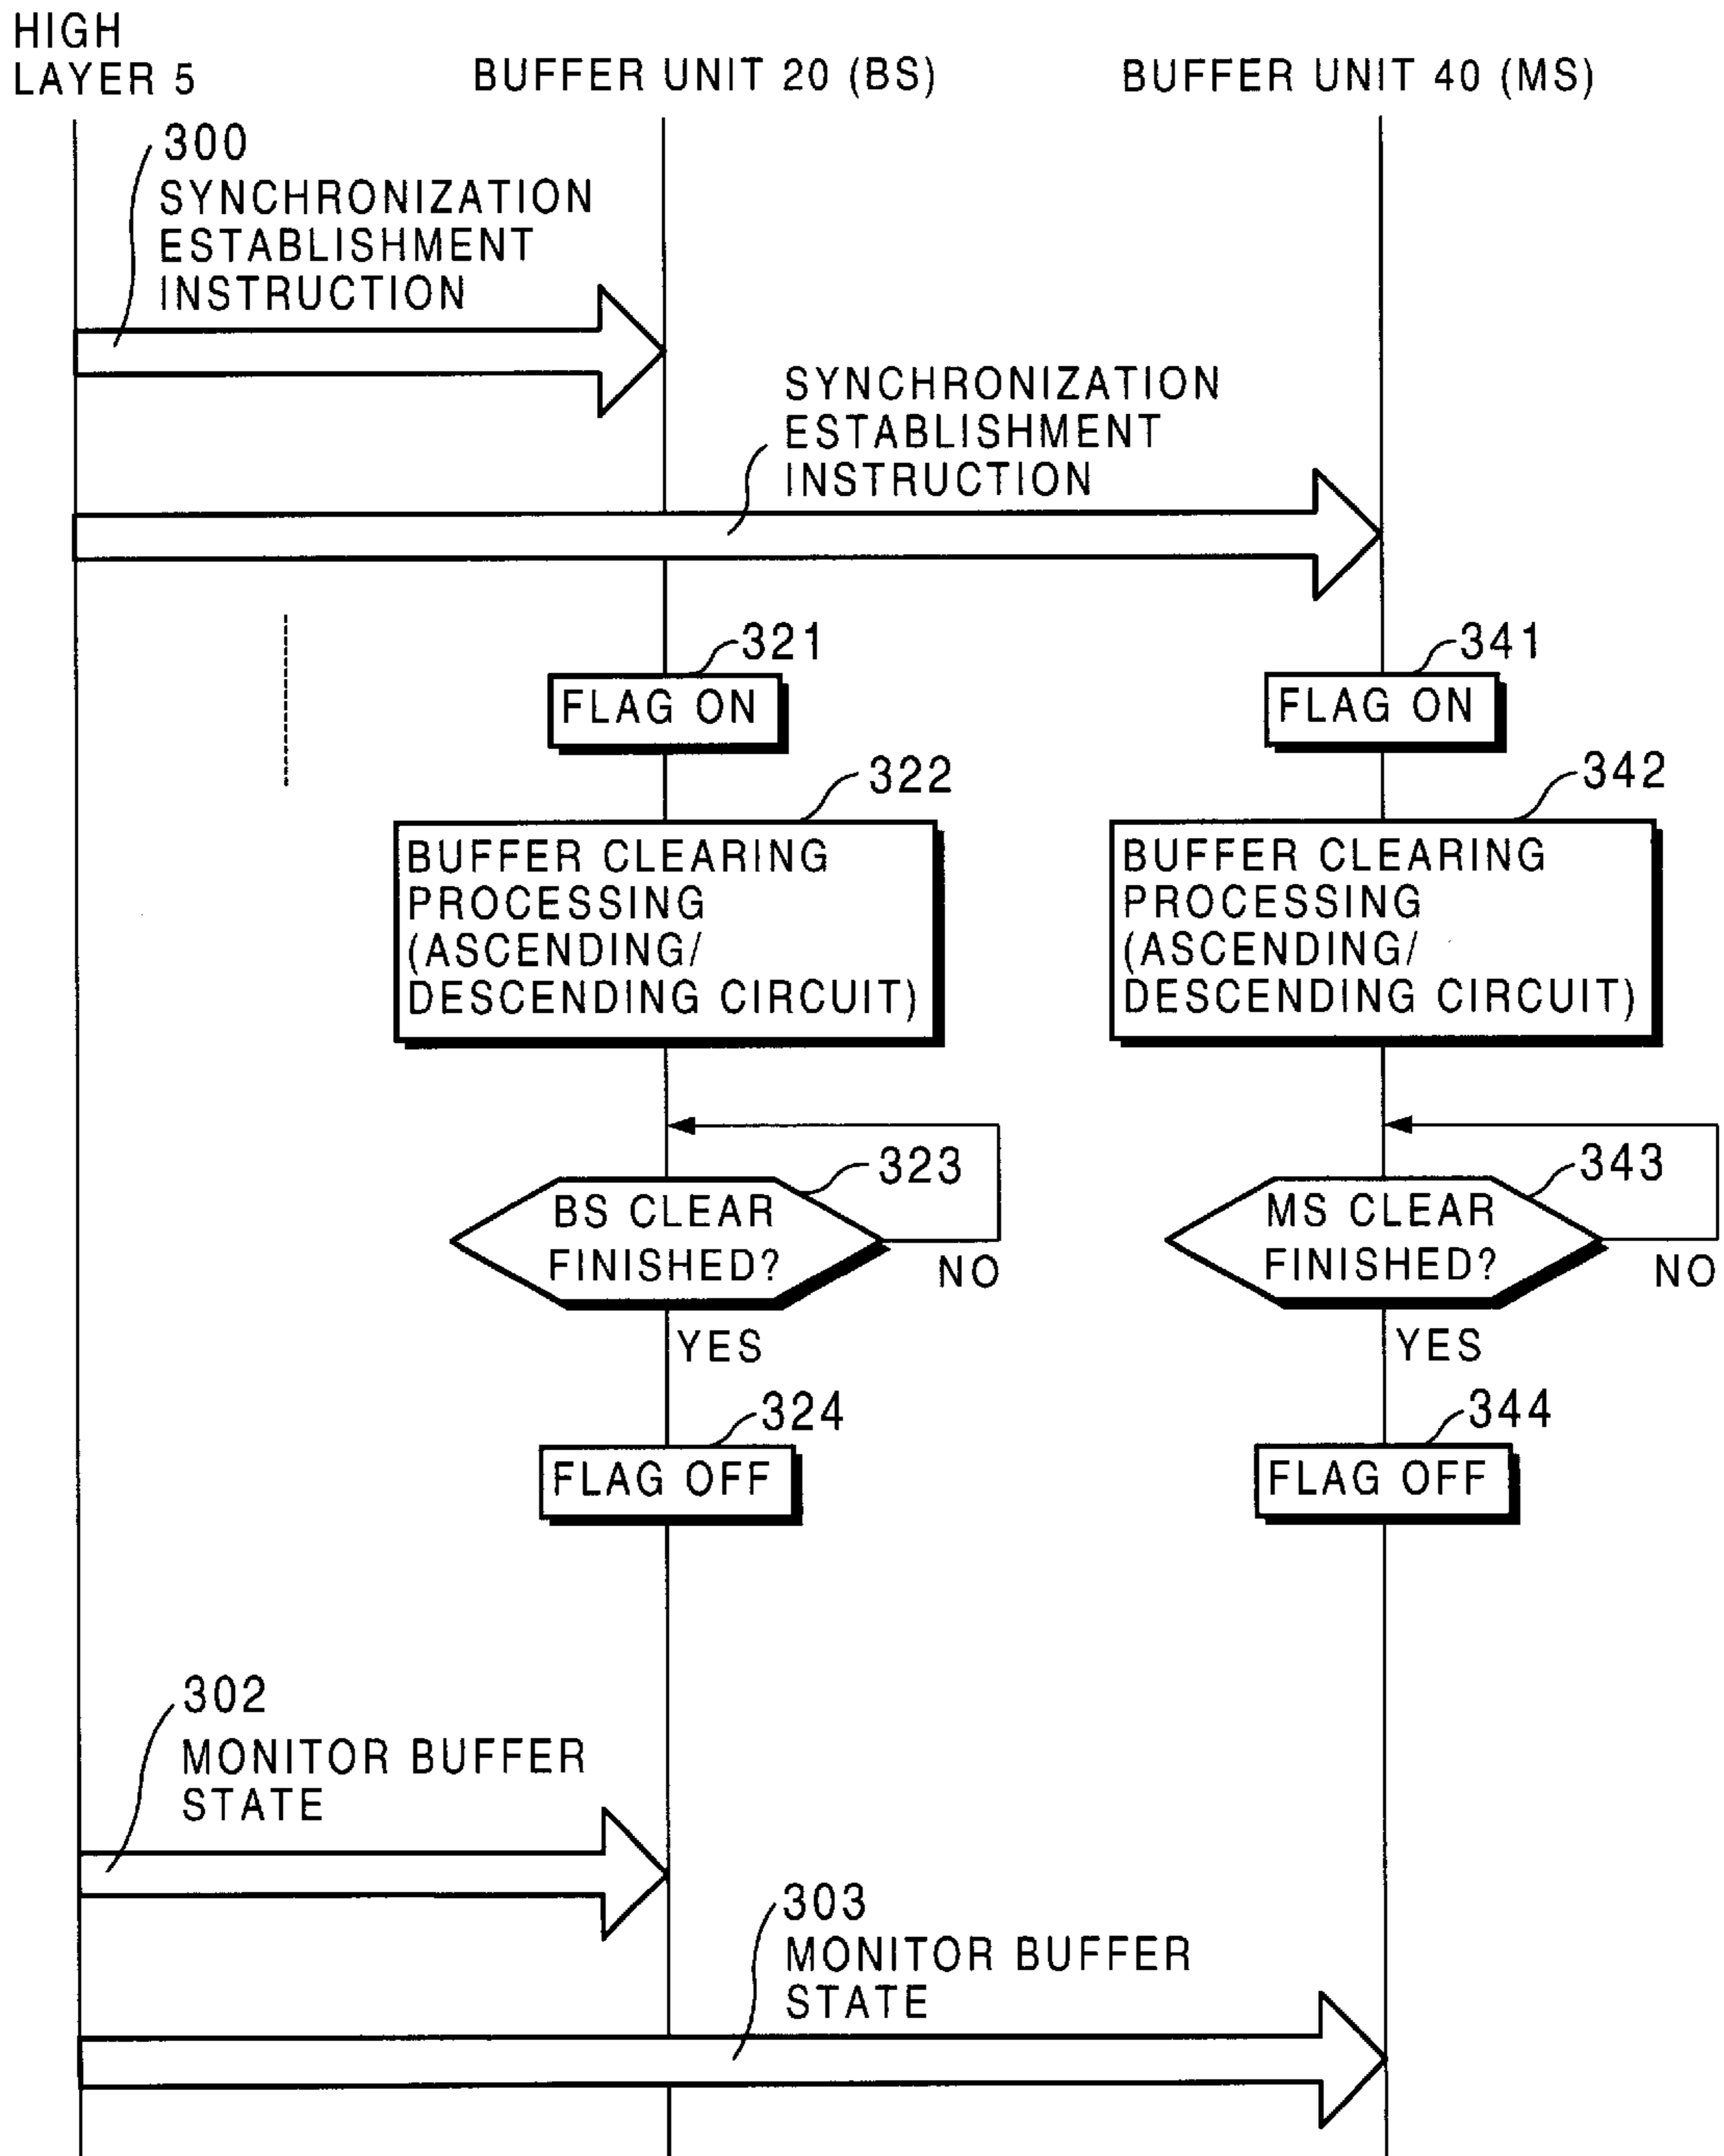 HIGH
LAYER 5
BUFFER UNIT 20 (BS)
BUFFER UNIT 40 (MS)
300
SYNCHRONIZATION
ESTABLISHMENT
INSTRUCTION
SYNCHRONIZATION
ESTABLISHMENT
INSTRUCTION
321
FLAG ON
341
FLAG ON
322
BUFFER CLEARING
PROCESSING
(ASCENDING/
DESCENDING CIRCUIT)
342
BUFFER CLEARING
PROCESSING
(ASCENDING/
DESCENDING CIRCUIT)
323
BS CLEAR
FINISHED?
NO
YES
343
MS CLEAR
FINISHED?
NO
YES
324
FLAG OFF
344
FLAG OFF
302
MONITOR BUFFER
STATE
303
MONITOR BUFFER
STATE